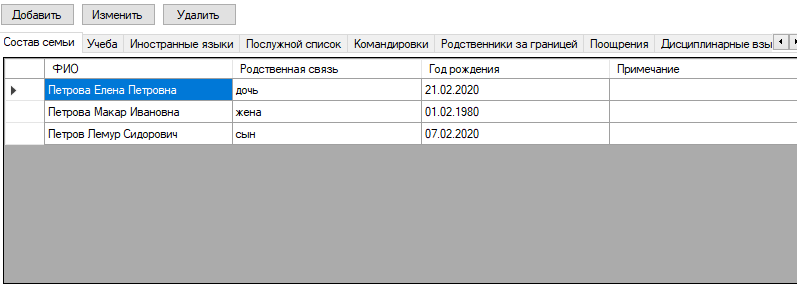 Добавить Изменить Удалить
Состав семьи Учеба Иностранные языки Послужной список Командировки Родственники за границей Поощрения Дисциплинарные взы
ФИО Родственная связь Год рождения Примечание
Петрова Елена Петровна дочь 21.02.2020
Петрова Макар Ивановна жена 01.02.1980
Петров Лемур Сидорович сын 07.02.2020